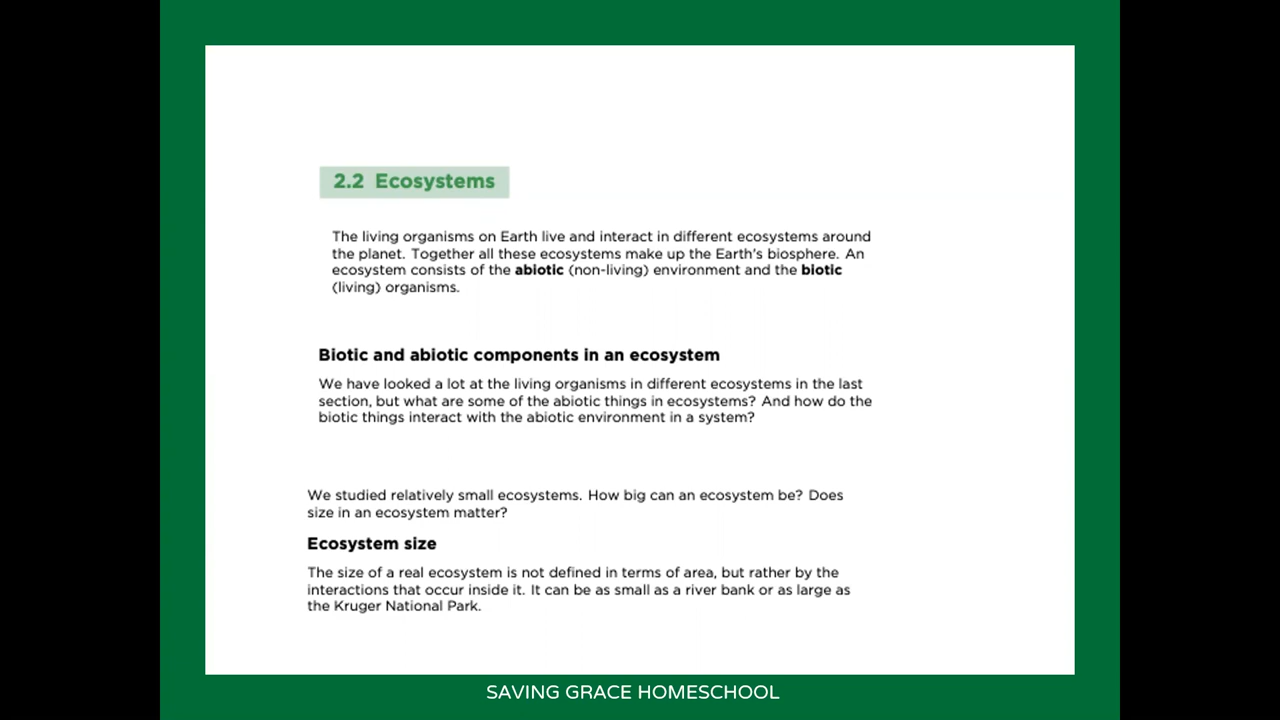 2.2 Ecosystems
The living organisms on Earth live and interact in different ecosystems around
the planet. Together all these ecosystems make up the Earth's biosphere. An
ecosystem consists of the abiotic (non-living) environment and the biotic
(living) organisms.
Biotic and abiotic components in an ecosystem
We have looked a lot at the living organisms in different ecosystems in the last
section, but what are some of the abiotic things in ecosystems? And how do the
biotic things interact with the abiotic environment in a system?
We studied relatively small ecosystems. How big can an ecosystem be? Does
size in an ecosystem matter?
Ecosystem size
The size of a real ecosystem is not defined in terms of area, but rather by the
interactions that occur inside it. It can be as small as a river bank or as large as
the Kruger National Park.
SAVING GRACE HOMESCHOOL